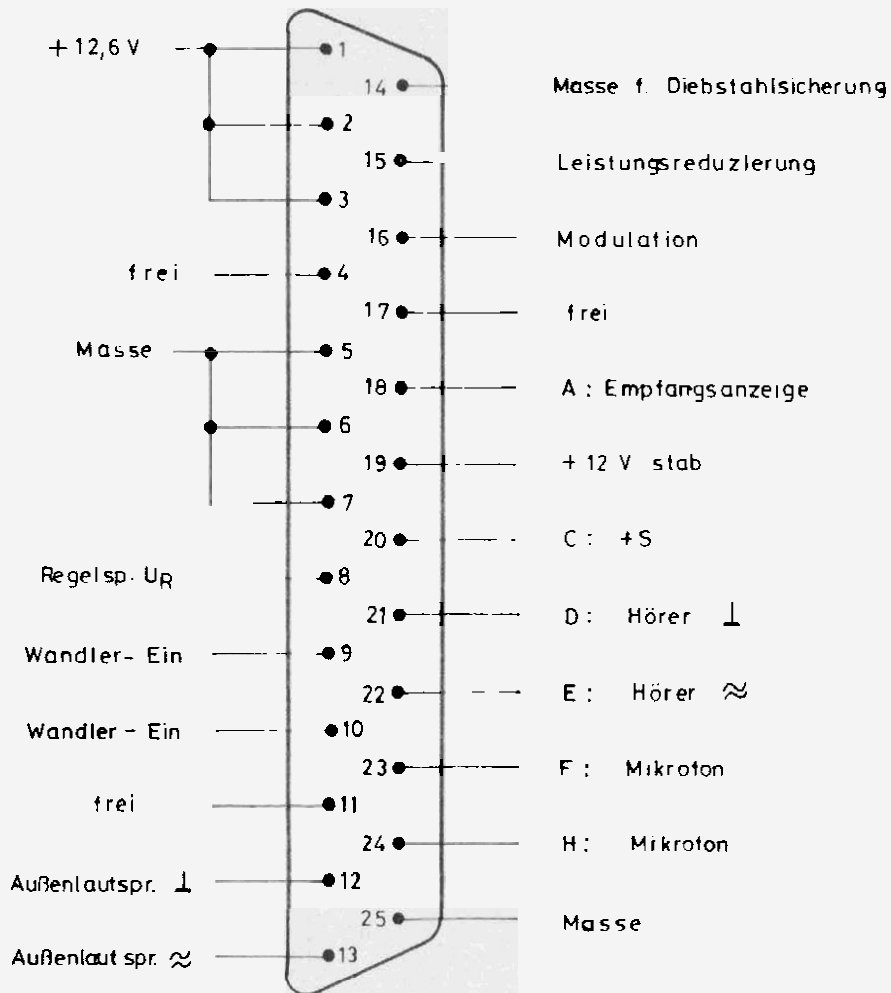 +12,6 V 1
14 Masse f. Diebstahlsicherung
2
15 Leistungsreduzierung
3
16 Modulation
frei 4
17 frei
Masse 5
18 A: Empfangsanzeige
6
19 +12 V stab
7
20 C: +S
Regelsp. UR 8
21 D: Hörer ⊥
Wandler-Ein 9
22 E: Hörer ≈
Wandler-Ein 10
23 F: Mikrofon
frei 11
24 H: Mikrofon
Außenlautspr. ⊥ 12
25 Masse
Außenlautspr. ≈ 13